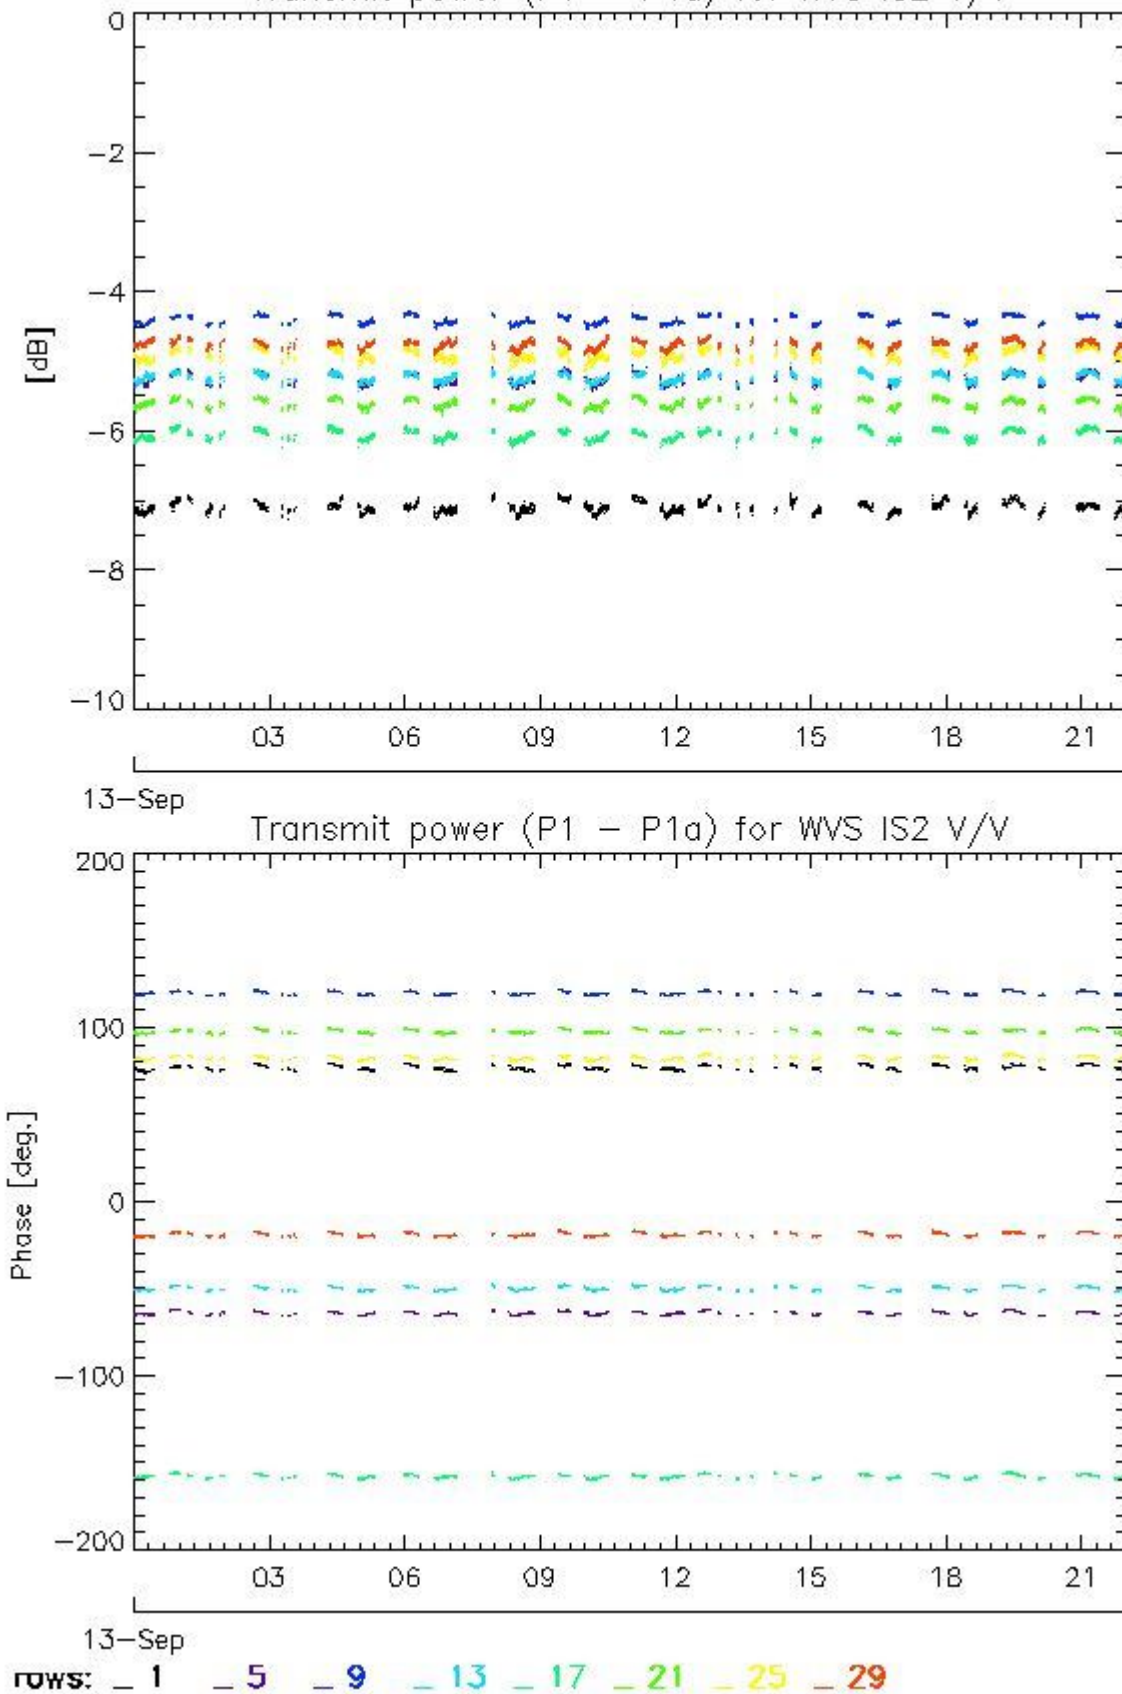 0
−2
−4
[dB]
−6
−8
−10
03 06 09 12 15 18 21
13−Sep
Transmit power (P1 − P1a) for WVS IS2 V/V
200
100
Phase [deg.]
0
−100
−200
03 06 09 12 15 18 21
13−Sep
rows: _ 1 _ 5 _ 9 _ 13 _ 17 _ 21 _ 25 _ 29